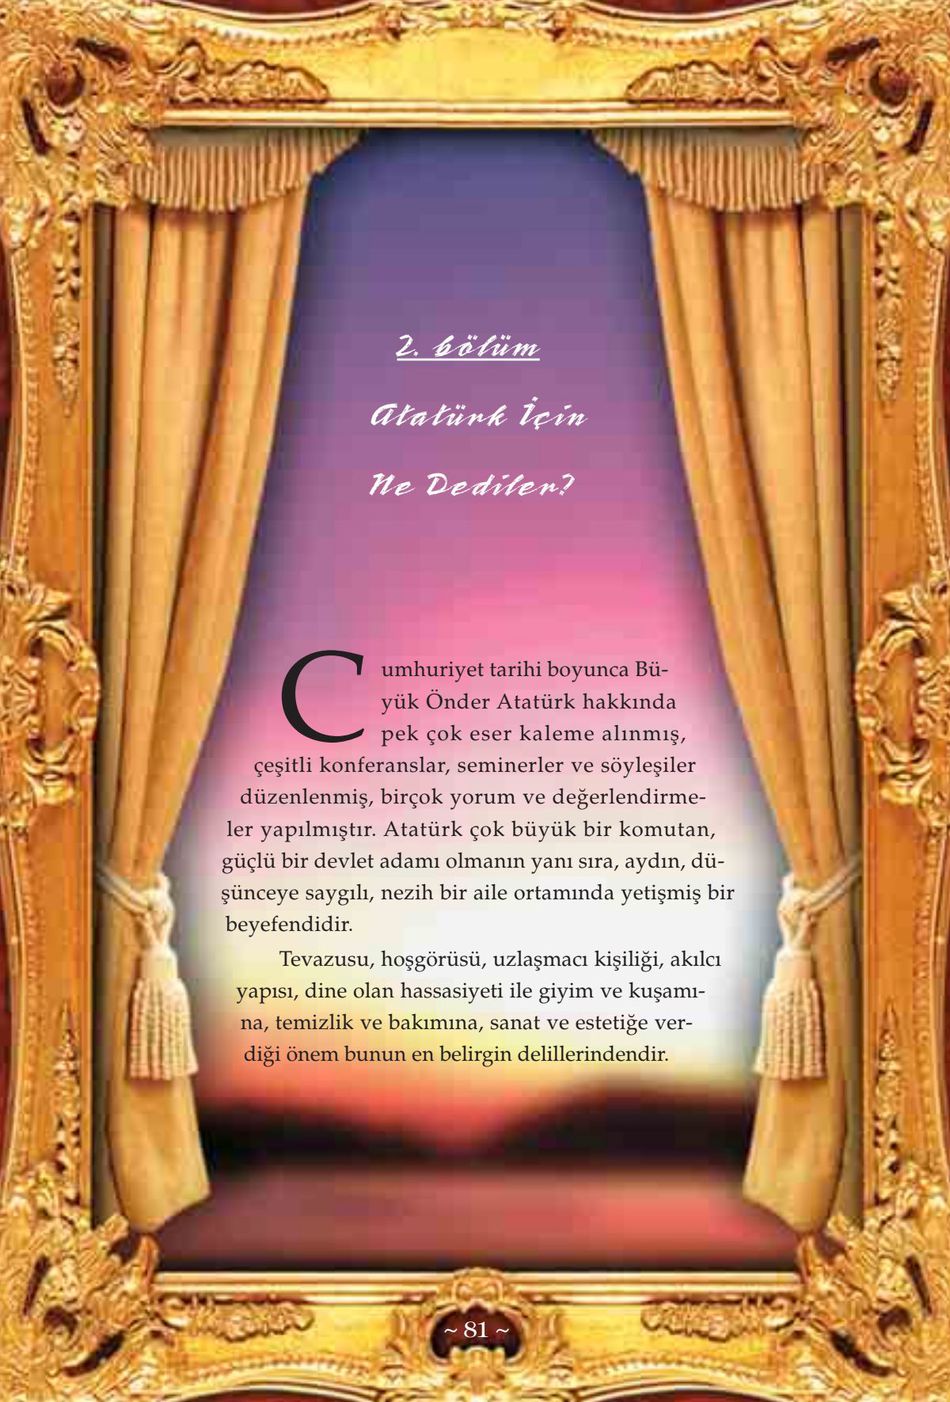 2. bölüm
Atatürk İçin
Ne Dediler?
Cumhuriyet tarihi boyunca Bü-
yük Önder Atatürk hakkında
pek çok eser kaleme alınmış,
çeşitli konferanslar, seminerler ve söyleşiler
düzenlenmiş, birçok yorum ve değerlendirme-
ler yapılmıştır. Atatürk çok büyük bir komutan,
güçlü bir devlet adamı olmanın yanı sıra, aydın, dü-
şünceye saygılı, nezih bir aile ortamında yetişmiş bir
beyefendidir.
Tevazusu, hoşgörüsü, uzlaşmacı kişiliği, akılcı
yapısı, dine olan hassasiyeti ile giyim ve kuşamı-
na, temizlik ve bakımına, sanat ve estetiğe ver-
diği önem bunun en belirgin delillerindendir.
~ 81 ~